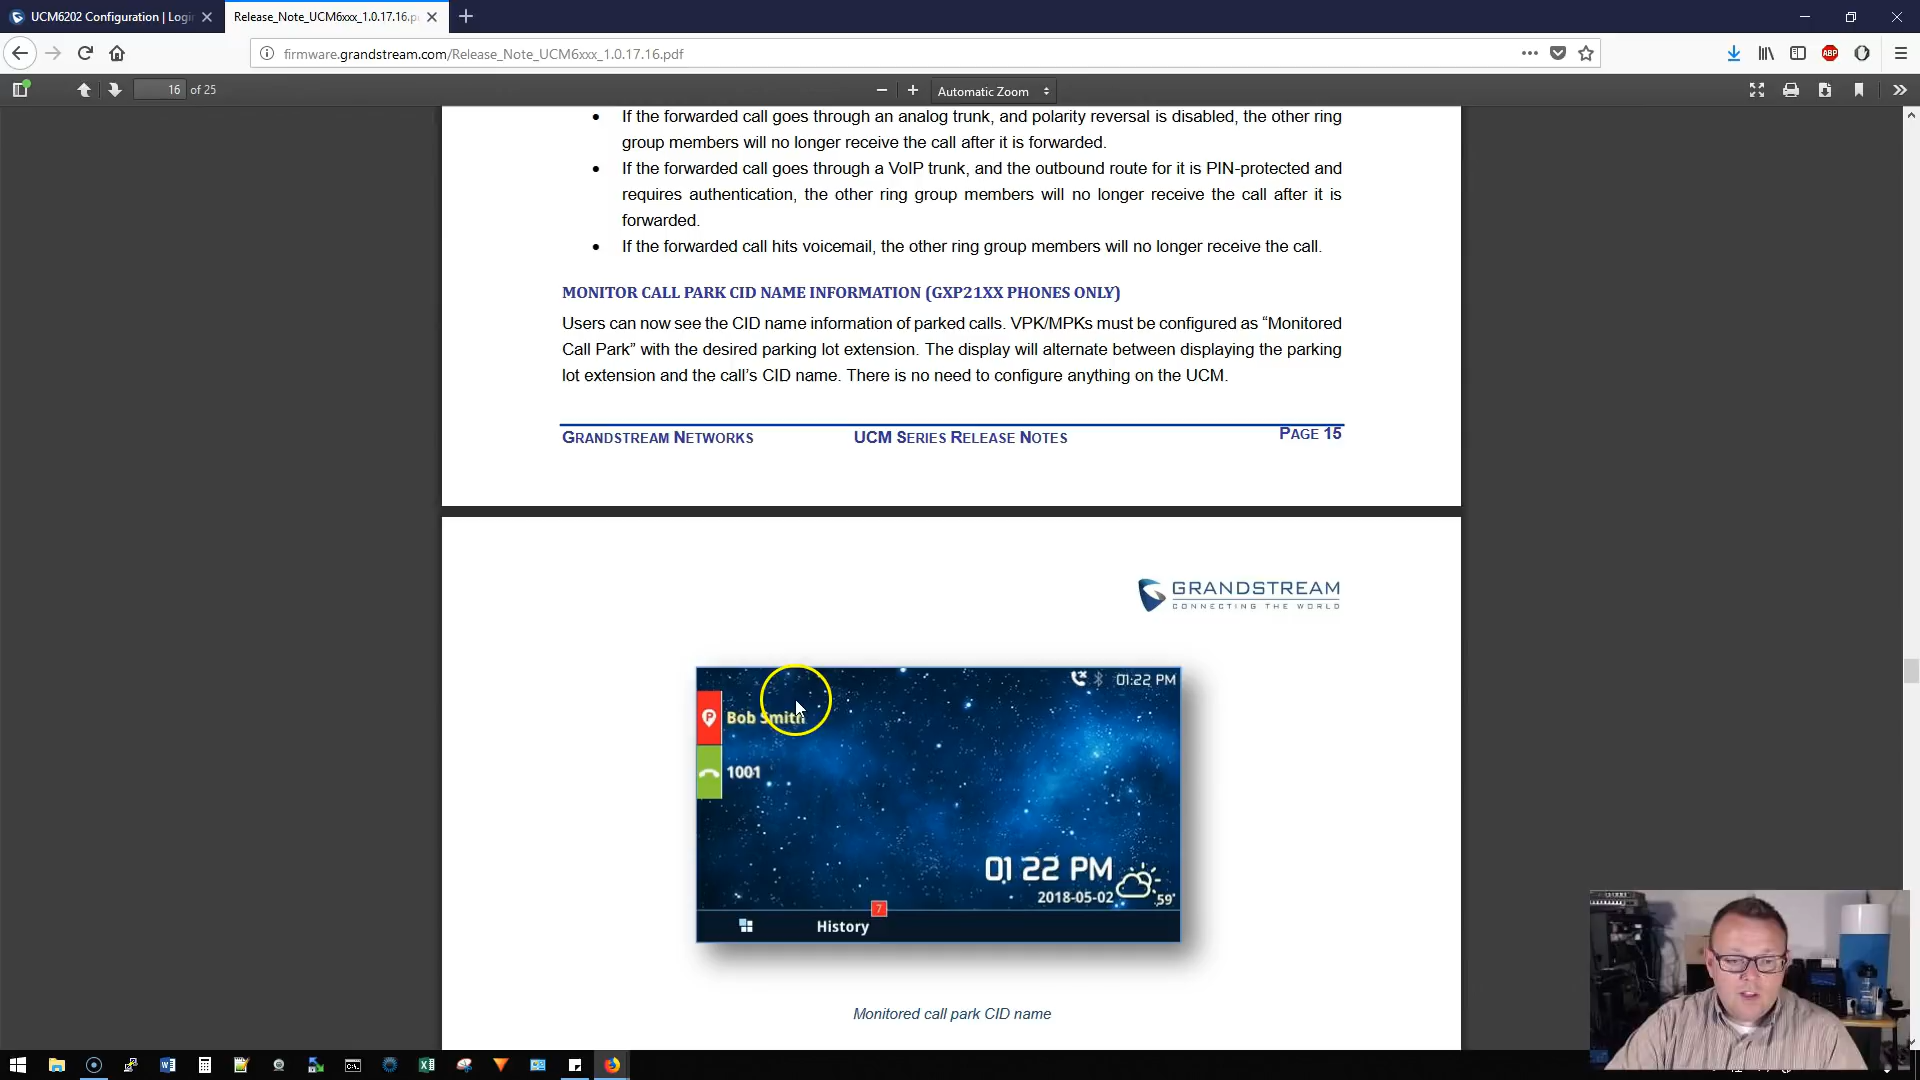 UCM6202 Configuration | Logi
Release_Note_UCM6xxx_1.0.17.16.p
firmware.grandstream.com/Release_Note_UCM6xxx_1.0.17.16.pdf
ABP
16 of 25
Automatic Zoom
• If the forwarded call goes through an analog trunk, and polarity reversal is disabled, the other ring
group members will no longer receive the call after it is forwarded.
• If the forwarded call goes through a VoIP trunk, and the outbound route for it is PIN-protected and
requires authentication, the other ring group members will no longer receive the call after it is
forwarded.
• If the forwarded call hits voicemail, the other ring group members will no longer receive the call.
MONITOR CALL PARK CID NAME INFORMATION (GXP21XX PHONES ONLY)
Users can now see the CID name information of parked calls. VPK/MPKs must be configured as “Monitored
Call Park” with the desired parking lot extension. The display will alternate between displaying the parking
lot extension and the call’s CID name. There is no need to configure anything on the UCM.
GRANDSTREAM NETWORKS UCM SERIES RELEASE NOTES PAGE 15
GRANDSTREAM
CONNECTING THE WORLD
01:22 PM
P Bob Smith
1001
01 22 PM
2018-05-02 59°
7
History
Monitored call park CID name